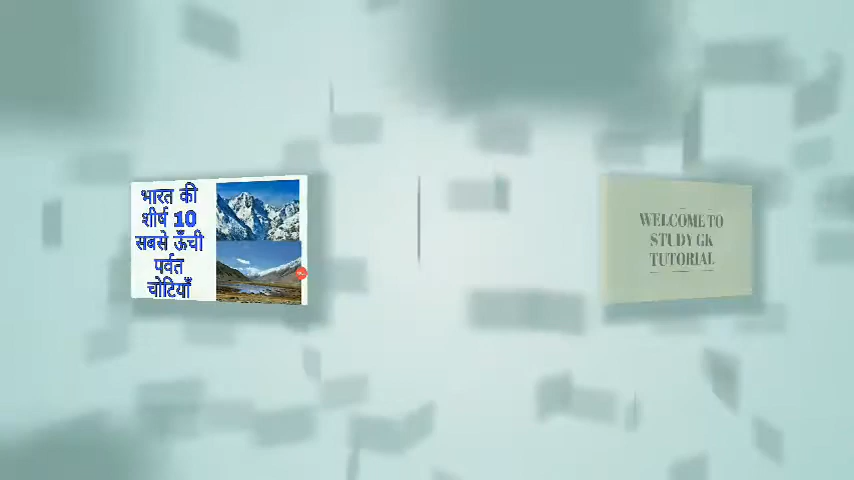 भारत की
शीर्ष 10
सबसे ऊँची
पर्वत
चोटियाँ
WELCOME TO
STUDY GK
TUTORIAL